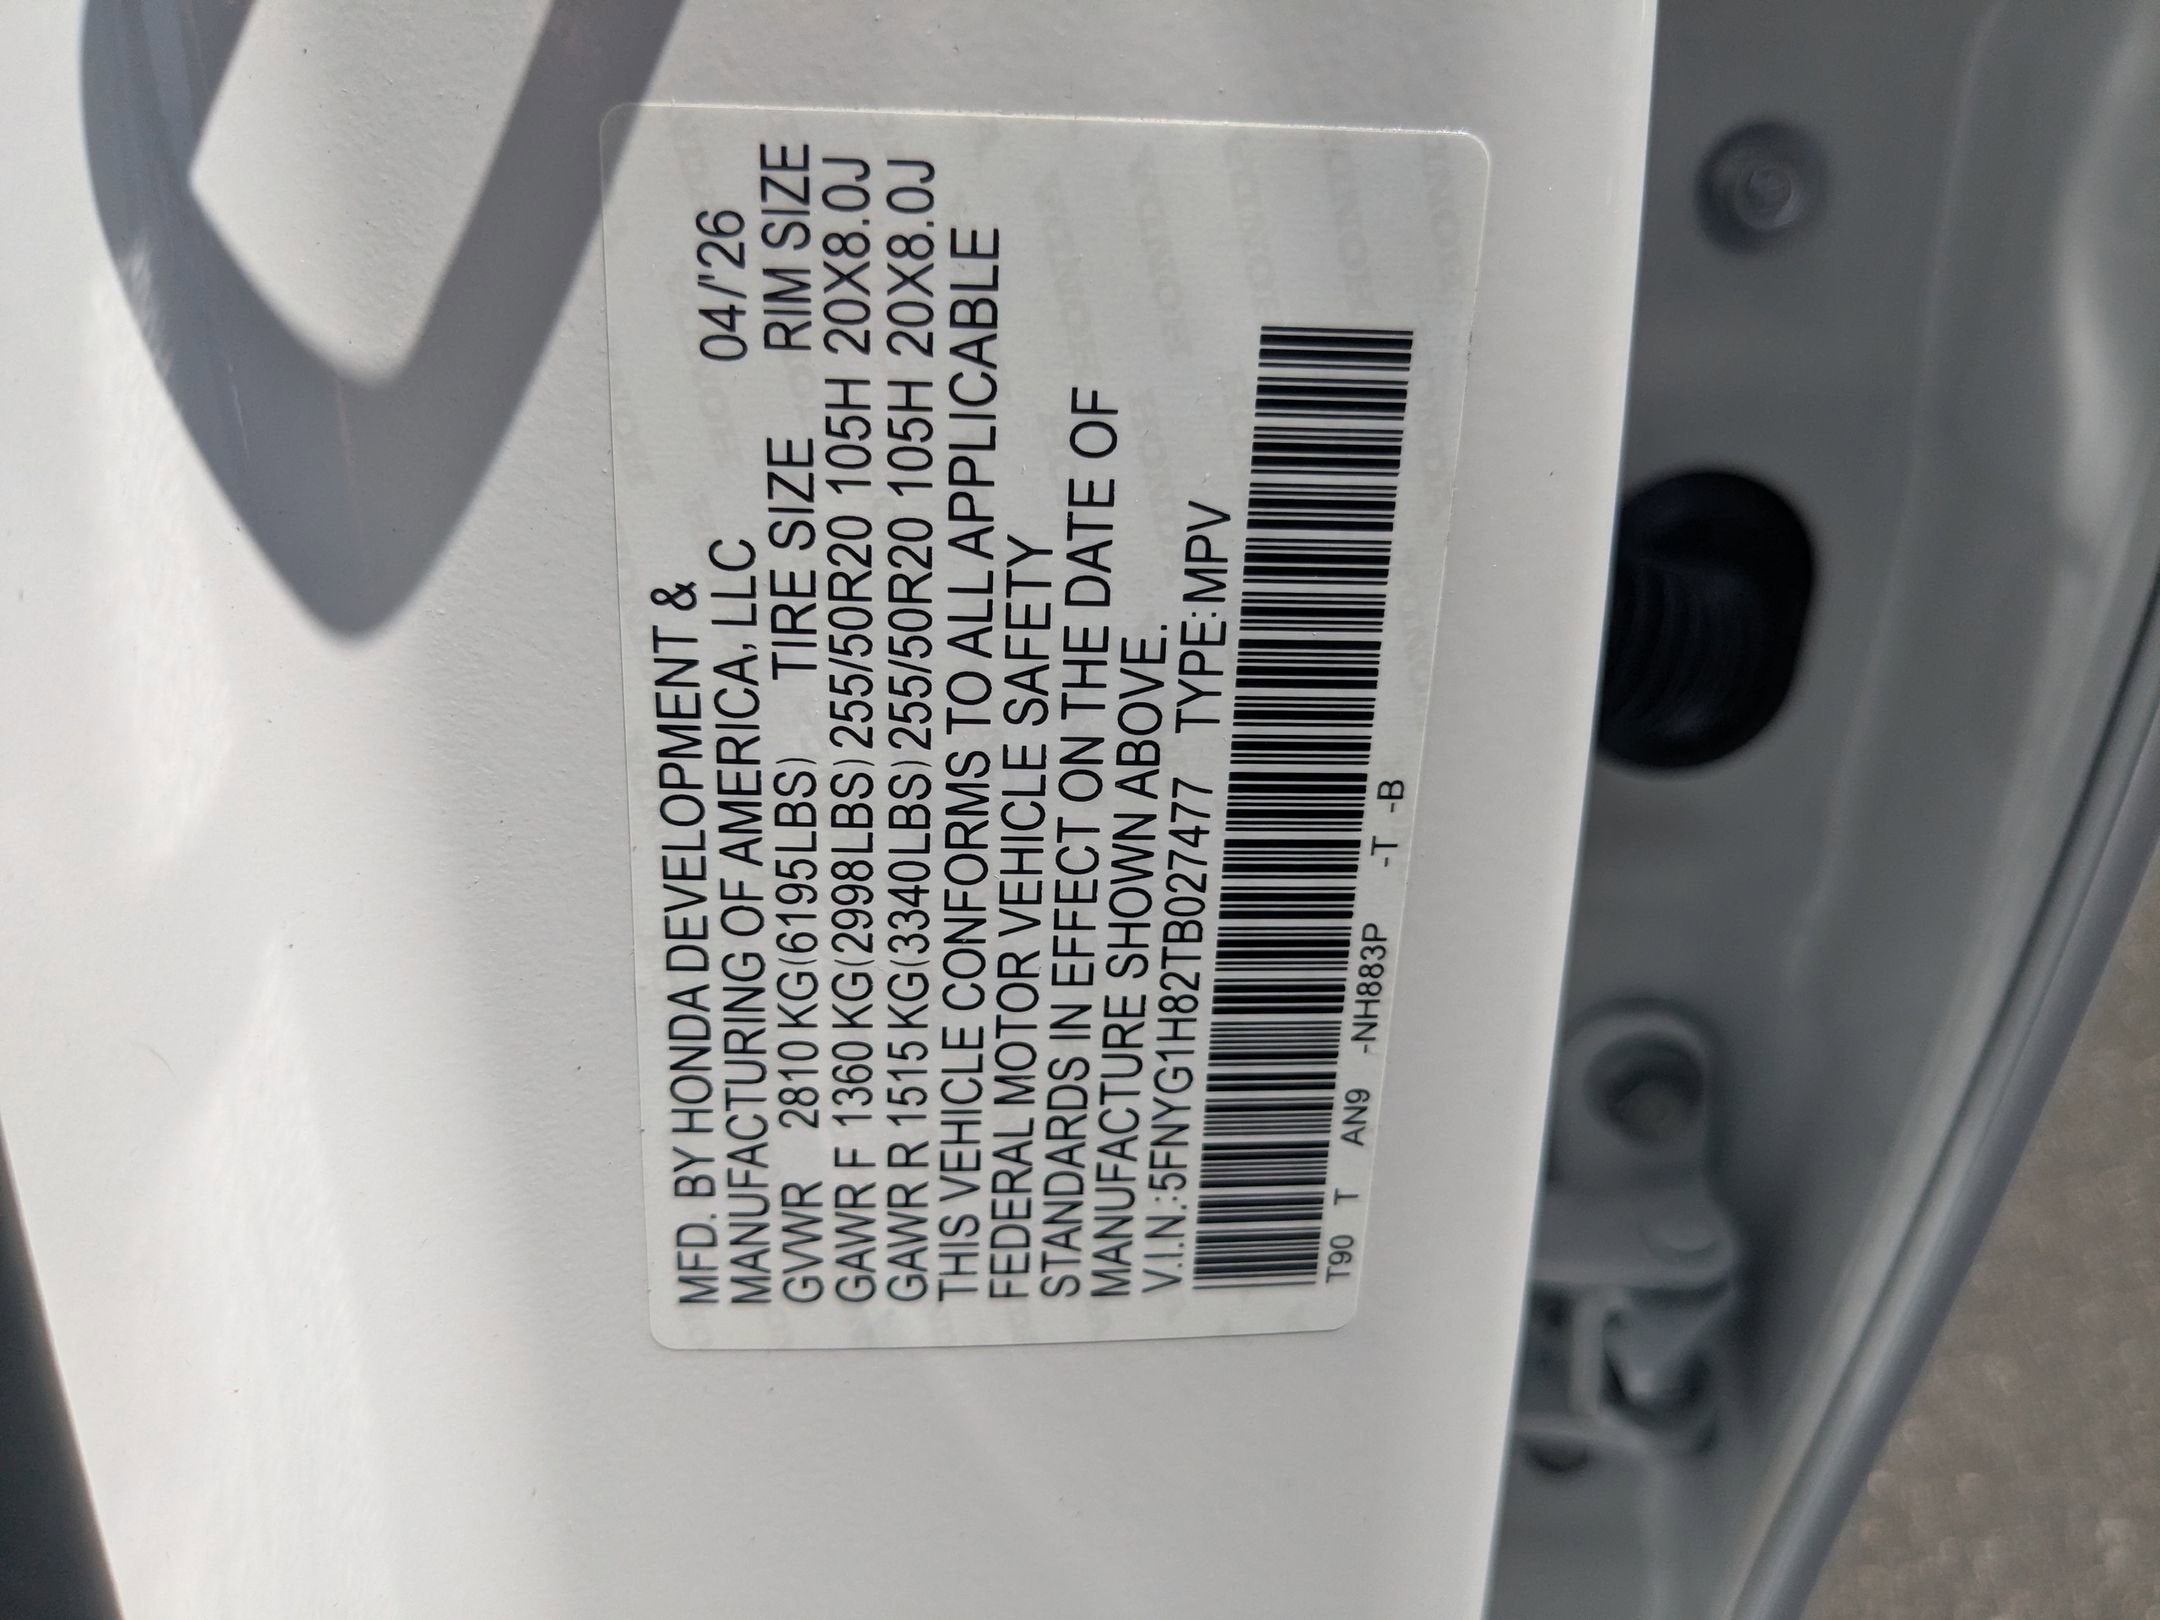 MFD. BY HONDA DEVELOPMENT &
MANUFACTURING OF AMERICA, LLC 04/'26
GVWR 2810 KG(6195LBS) TIRE SIZE RIM SIZE
GAWR F 1360 KG(2998LBS) 255/50R20 105H 20X8.0J
GAWR R 1515 KG(3340LBS) 255/50R20 105H 20X8.0J
THIS VEHICLE CONFORMS TO ALL APPLICABLE
FEDERAL MOTOR VEHICLE SAFETY
STANDARDS IN EFFECT ON THE DATE OF
MANUFACTURE SHOWN ABOVE.
V.I.N.:5FNYG1H82TB027477 TYPE:MPV
T90 T AN9 -NH883P -T -B